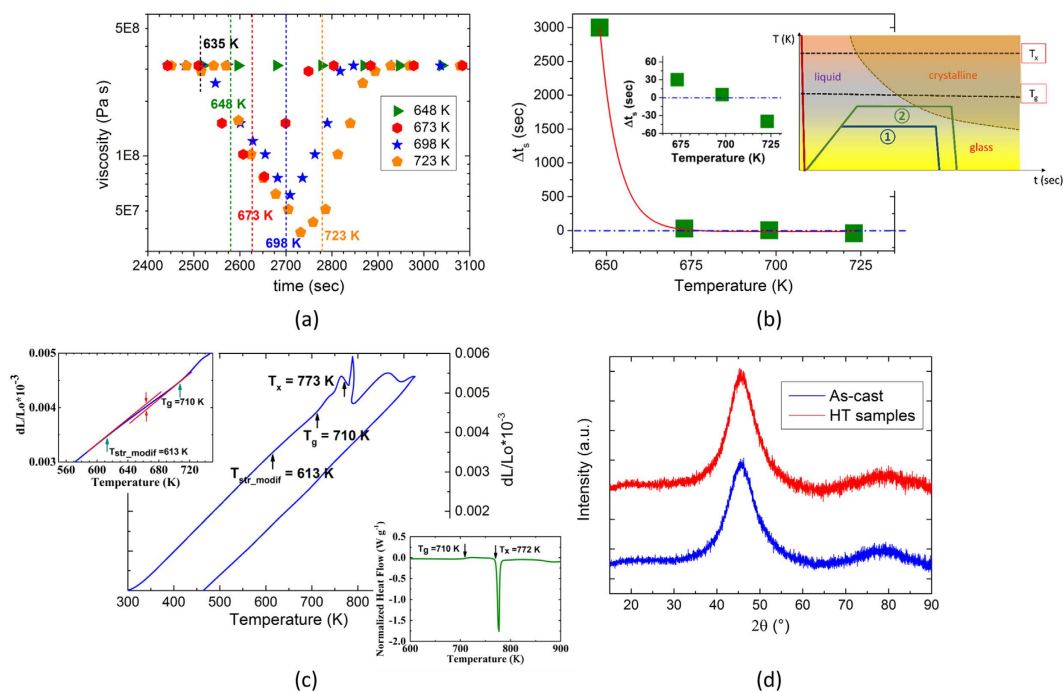 5E8
1E8
5E7
viscosity (Pa s)
635 K
648 K
673 K
698 K
723 K
648 K
673 K
698 K
723 K
2400 2500 2600 2700 2800 2900 3000 3100
time (sec)
(a)
3000
2500
2000
1500
1000
500
0
Δts (sec)
60
30
0
-30
-60
Δts (sec)
675 700 725
Temperature (K)
T (K)
Tx
liquid
crystalline
Tg
②
①
glass
t (sec)
650 675 700 725
Temperature (K)
(b)
0.005
0.004
0.003
dL/Lo*10-3
Tg =710 K
Tstr_modif =613 K
560 600 640 680 720
Temperature (K)
Tx = 773 K
Tg = 710 K
Tstr_modif = 613 K
0.006
0.005
0.004
0.003
0.002
dL/Lo*10-3
300 400 500 600 700 800
Temperature (K)
0.5
0.0
-0.5
-1.0
-1.5
-2.0
Normalized Heat Flow (W g-1)
Tg =710 K
Tx =772 K
600 700 800 900
Temperature (K)
(c)
As-cast
HT samples
Intensity (a.u.)
20 30 40 50 60 70 80 90
2θ (°)
(d)